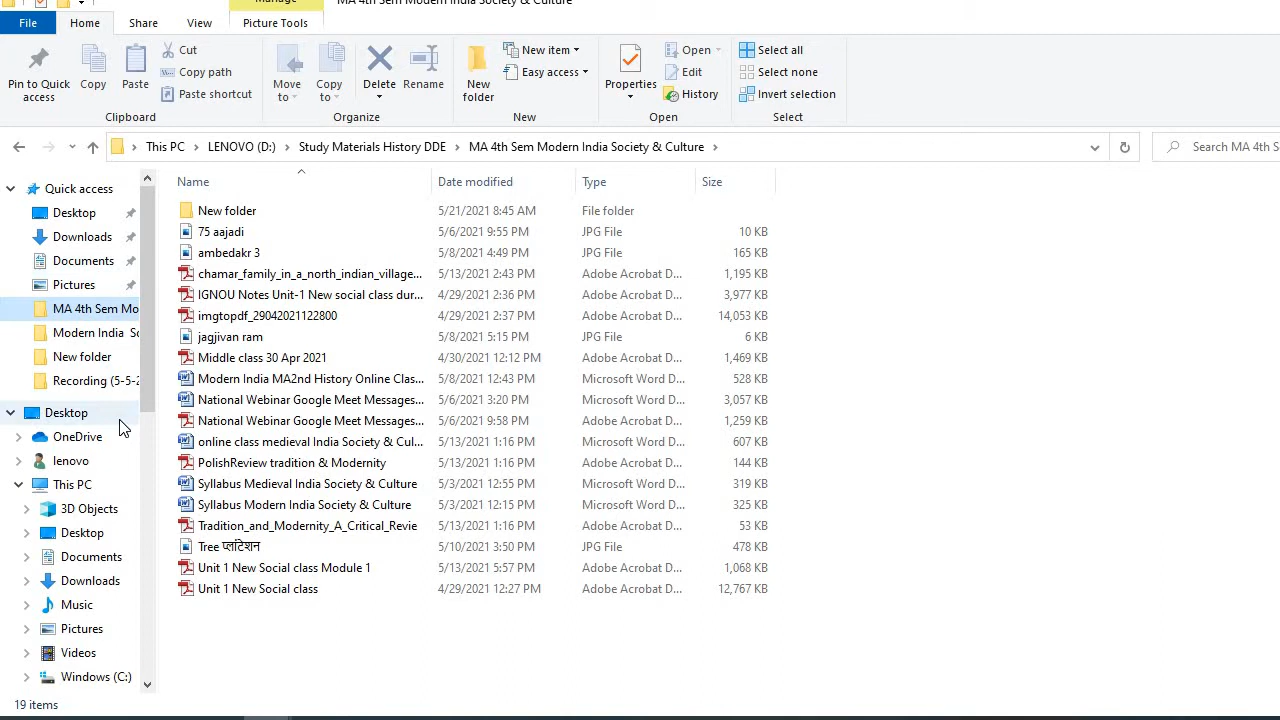 Manage
MA 4th Sem Modern India Society & Culture
File
Home
Share
View
Picture Tools
Pin to Quick access
Copy
Paste
Cut
Copy path
Paste shortcut
Clipboard
Move to
Copy to
Delete
Rename
Organize
New folder
New item
Easy access
New
Properties
Open
Edit
History
Open
Select all
Select none
Invert selection
Select
This PC > LENOVO (D:) > Study Materials History DDE > MA 4th Sem Modern India Society & Culture >
Search MA 4th S
Name Date modified Type Size
Quick access
Desktop
Downloads
Documents
Pictures
MA 4th Sem Mo
Modern India So
New folder
Recording (5-5-2
Desktop
OneDrive
lenovo
This PC
3D Objects
Desktop
Documents
Downloads
Music
Pictures
Videos
Windows (C:)
New folder 5/21/2021 8:45 AM File folder
75 aajadi 5/6/2021 9:55 PM JPG File 10 KB
ambedakr 3 5/8/2021 4:49 PM JPG File 165 KB
chamar_family_in_a_north_indian_village... 5/13/2021 2:43 PM Adobe Acrobat D... 1,195 KB
IGNOU Notes Unit-1 New social class dur... 4/29/2021 2:36 PM Adobe Acrobat D... 3,977 KB
imgtopdf_29042021122800 4/29/2021 2:37 PM Adobe Acrobat D... 14,053 KB
jagjivan ram 5/8/2021 5:15 PM JPG File 6 KB
Middle class 30 Apr 2021 4/30/2021 12:12 PM Adobe Acrobat D... 1,469 KB
Modern India MA2nd History Online Clas... 5/8/2021 12:43 PM Microsoft Word D... 528 KB
National Webinar Google Meet Messages... 5/6/2021 3:20 PM Microsoft Word D... 3,057 KB
National Webinar Google Meet Messages... 5/6/2021 9:58 PM Adobe Acrobat D... 1,259 KB
online class medieval India Society & Cul... 5/13/2021 1:16 PM Microsoft Word D... 607 KB
PolishReview tradition & Modernity 5/13/2021 1:16 PM Adobe Acrobat D... 144 KB
Syllabus Medieval India Society & Culture 5/3/2021 12:55 PM Microsoft Word D... 319 KB
Syllabus Modern India Society & Culture 5/3/2021 12:15 PM Microsoft Word D... 325 KB
Tradition_and_Modernity_A_Critical_Revie 5/13/2021 1:16 PM Adobe Acrobat D... 53 KB
Tree प्लांटेशन 5/10/2021 3:50 PM JPG File 478 KB
Unit 1 New Social class Module 1 5/13/2021 5:57 PM Adobe Acrobat D... 1,068 KB
Unit 1 New Social class 4/29/2021 12:27 PM Adobe Acrobat D... 12,767 KB
19 items